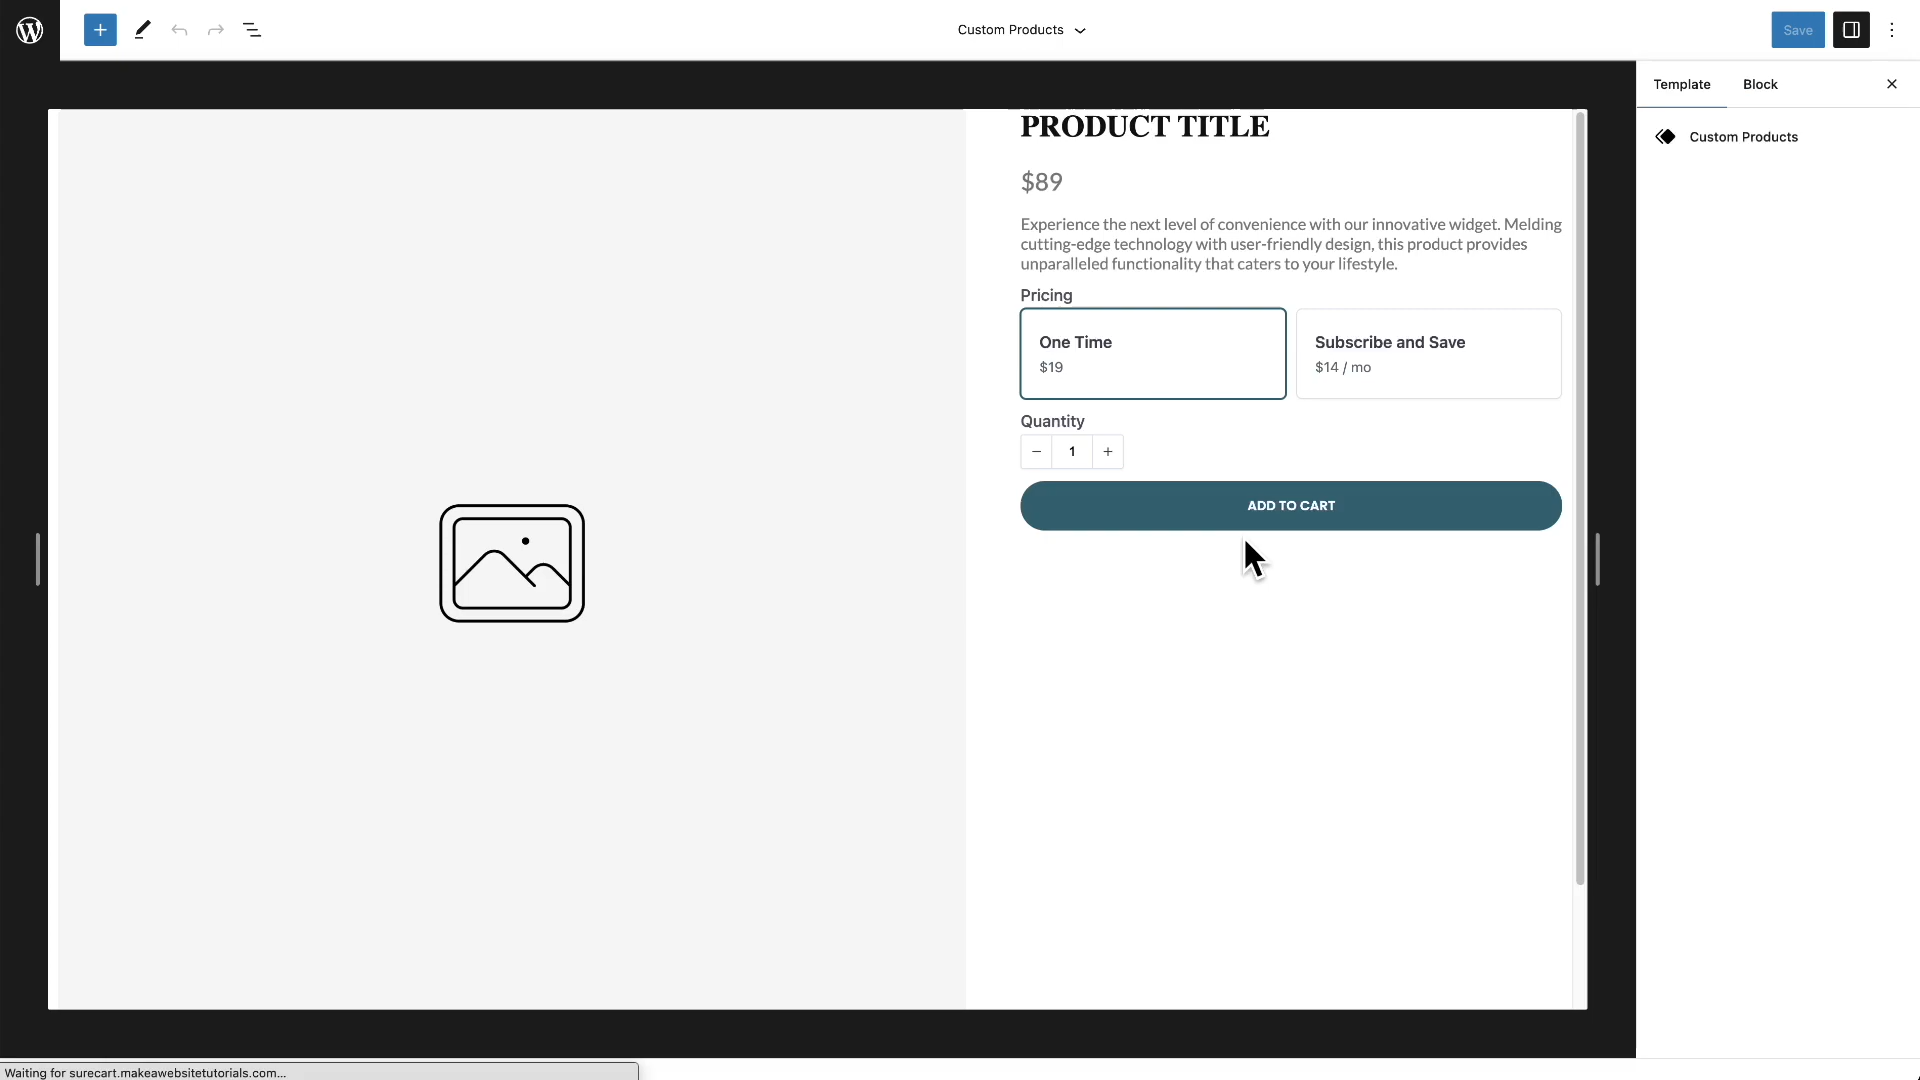 Custom Products
Save
Template
Block
Custom Products
PRODUCT TITLE
$89
Experience the next level of convenience with our innovative widget. Melding
cutting-edge technology with user-friendly design, this product provides
unparalleled functionality that caters to your lifestyle.
Pricing
One Time
$19
Subscribe and Save
$14 / mo
Quantity
− 1 +
ADD TO CART
Waiting for surecart.makeawebsitetutorials.com...